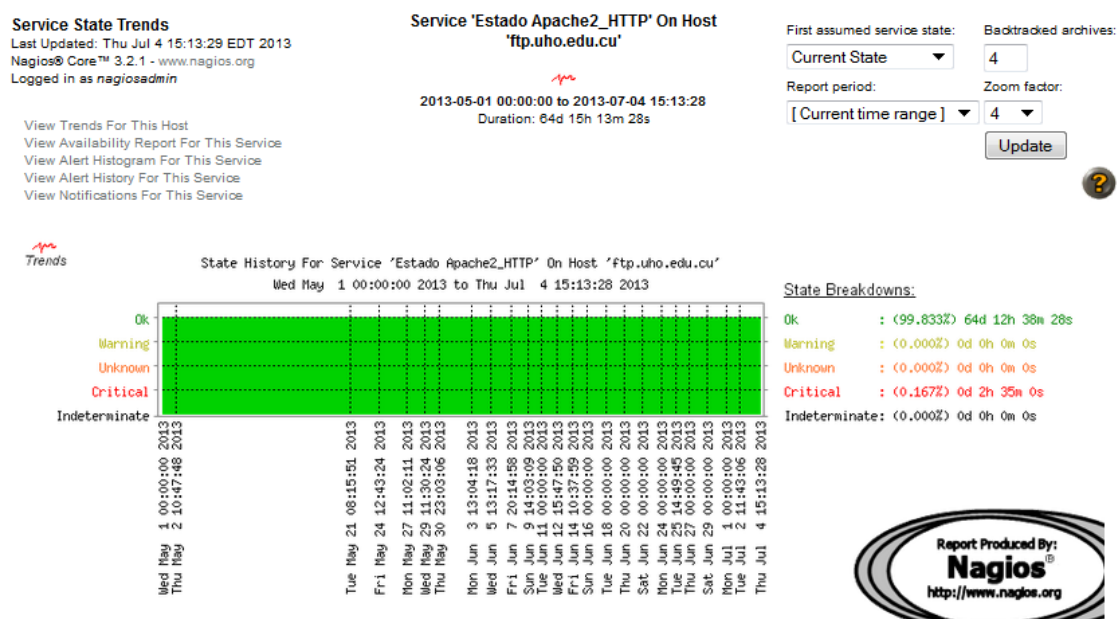 Service State Trends
Last Updated: Thu Jul 4 15:13:29 EDT 2013
Nagios® Core™ 3.2.1 - www.nagios.org
Logged in as nagiosadmin
View Trends For This Host
View Availability Report For This Service
View Alert Histogram For This Service
View Alert History For This Service
View Notifications For This Service
Service 'Estado Apache2_HTTP' On Host
'ftp.uho.edu.cu'
2013-05-01 00:00:00 to 2013-07-04 15:13:28
Duration: 64d 15h 13m 28s
First assumed service state:
Backtracked archives:
Current State
4
Report period:
Zoom factor:
[ Current time range ]
4
Update
?
Trends
State History For Service 'Estado Apache2_HTTP' On Host 'ftp.uho.edu.cu'
Wed May 1 00:00:00 2013 to Thu Jul 4 15:13:28 2013
Ok
Warning
Unknown
Critical
Indeterminate
Wed May 1 00:00:00 2013
Thu May 2 10:47:48 2013
Tue May 21 08:15:51 2013
Fri May 24 12:43:24 2013
Mon May 27 11:02:11 2013
Wed May 29 11:30:24 2013
Thu May 30 23:03:06 2013
Mon Jun 3 13:04:18 2013
Wed Jun 5 13:17:33 2013
Fri Jun 7 20:14:58 2013
Sun Jun 9 14:03:09 2013
Tue Jun 11 00:00:00 2013
Wed Jun 12 15:47:50 2013
Fri Jun 14 10:37:59 2013
Sun Jun 16 00:00:00 2013
Tue Jun 18 00:00:00 2013
Thu Jun 20 00:00:00 2013
Sat Jun 22 00:00:00 2013
Mon Jun 24 00:00:00 2013
Tue Jun 25 14:49:45 2013
Thu Jun 27 00:00:00 2013
Sat Jun 29 00:00:00 2013
Mon Jul 1 00:00:00 2013
Tue Jul 2 11:43:06 2013
Thu Jul 4 15:13:28 2013
State Breakdowns:
Ok : (99.833%) 64d 12h 38m 28s
Warning : (0.000%) 0d 0h 0m 0s
Unknown : (0.000%) 0d 0h 0m 0s
Critical : (0.167%) 0d 2h 35m 0s
Indeterminate: (0.000%) 0d 0h 0m 0s
Report Produced By:
Nagios®
http://www.nagios.org